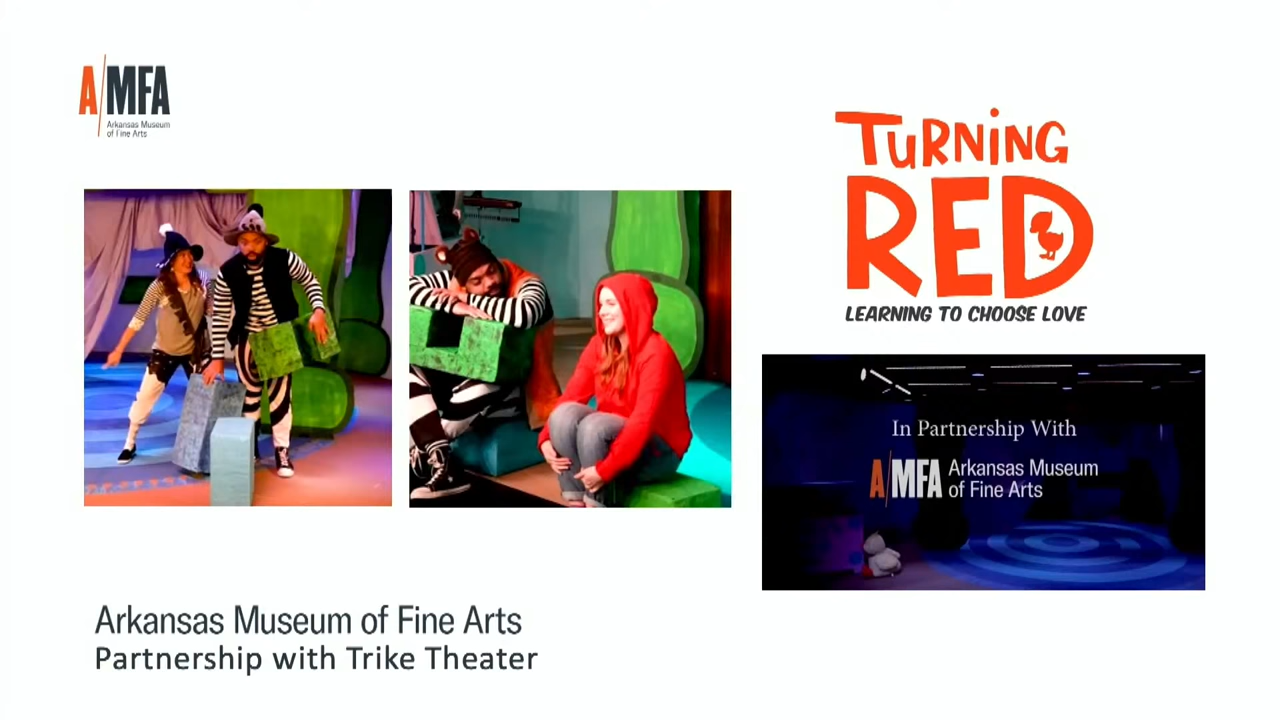 A/MFA
Arkansas Museum
of Fine Arts
TURNING
RED
LEARNING TO CHOOSE LOVE
In Partnership With
A/MFA Arkansas Museum
of Fine Arts
Arkansas Museum of Fine Arts
Partnership with Trike Theater